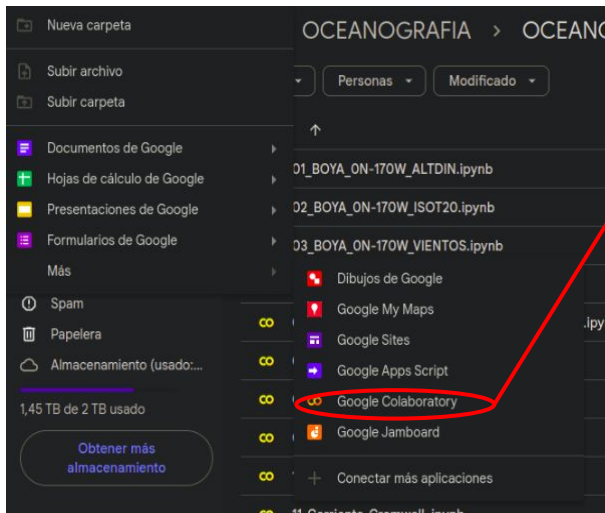 Nueva carpeta
Subir archivo
Subir carpeta
Documentos de Google
Hojas de cálculo de Google
Presentaciones de Google
Formularios de Google
Más
Spam
Papelera
Almacenamiento (usado:...
1,45 TB de 2 TB usado
Obtener más
almacenamiento
OCEANOGRAFIA > OCEANO
Personas
Modificado
01_BOYA_0N-170W_ALTDIN.ipynb
02_BOYA_0N-170W_ISOT20.ipynb
03_BOYA_0N-170W_VIENTOS.ipynb
Dibujos de Google
Google My Maps
Google Sites
Google Apps Script
Google Colaboratory
Google Jamboard
Conectar más aplicaciones